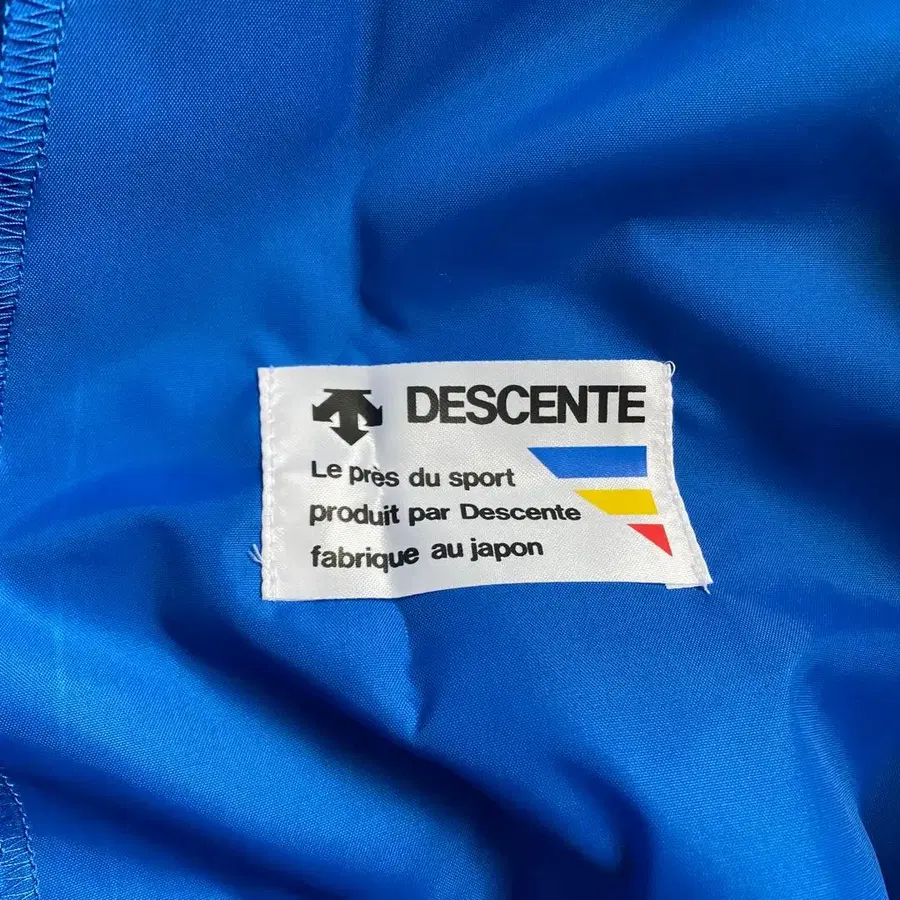 DESCENTE
Le près du sport
produit par Descente
fabrique au japon